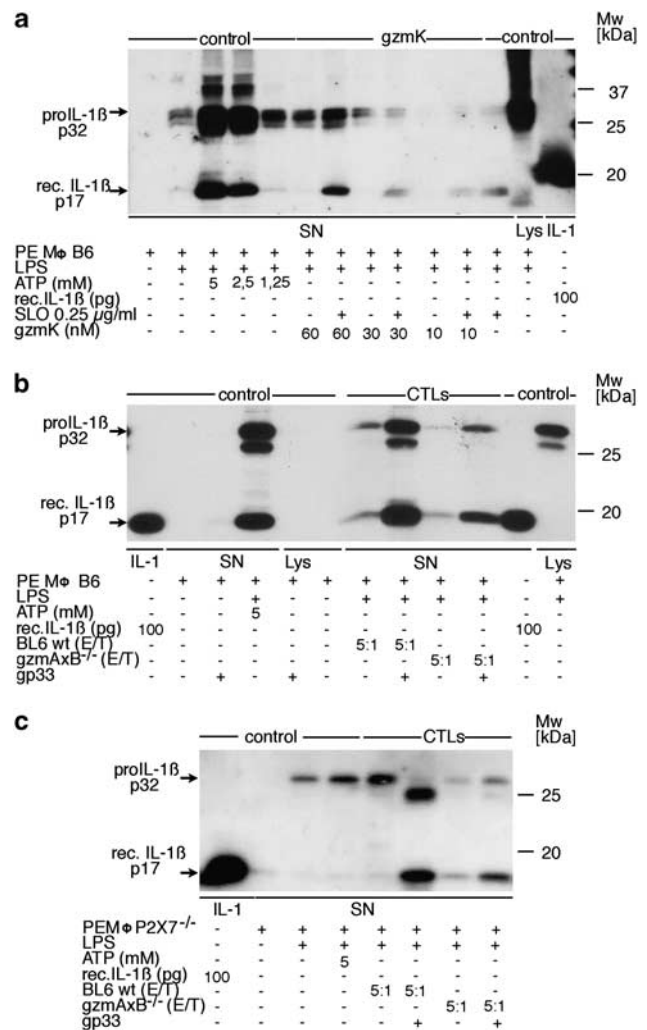 a
control gzmK control Mw [kDa]
proIL-1ß p32
37
25
rec. IL-1ß p17
20
SN Lys IL-1
PE MΦ B6 + + + + + + + + + + + + + -
LPS - + + + + + + + + + + + + -
ATP (mM) - - 5 2,5 1,25 - - - - - - - - -
rec.IL-1ß (pg) - - - - - - - - - - - - - 100
SLO 0.25 µg/ml - - - - - - + - + - + + - -
gzmK (nM) - - - - - 60 60 30 30 10 10 - - -
b
control CTLs control Mw [kDa]
proIL-1ß p32
25
rec. IL-1ß p17
20
IL-1 SN Lys SN Lys
PE MΦ B6 - + + + + + + + + + - +
LPS - - - + - - + + + + - +
ATP (mM) - - - 5 - - - - - - - -
rec.IL-1ß (pg) 100 - - - - - - - - - 100 -
BL6 wt (E/T) - - - - - - 5:1 5:1 - - - -
gzmAxB-/- (E/T) - - - - - - - - 5:1 5:1 - -
gp33 - - + - + - - + - + - -
c
control CTLs Mw [kDa]
proIL-1ß p32
25
rec. IL-1ß p17
20
IL-1 SN
PEMΦP2X7-/- - + + + + + + +
LPS - - + + + + + +
ATP (mM) - - - 5 - - - -
rec.IL-1ß (pg) 100 - - - - - - -
BL6 wt (E/T) - - - - 5:1 5:1 - -
gzmAxB-/- (E/T) - - - - - - 5:1 5:1
gp33 - - - - - + - +